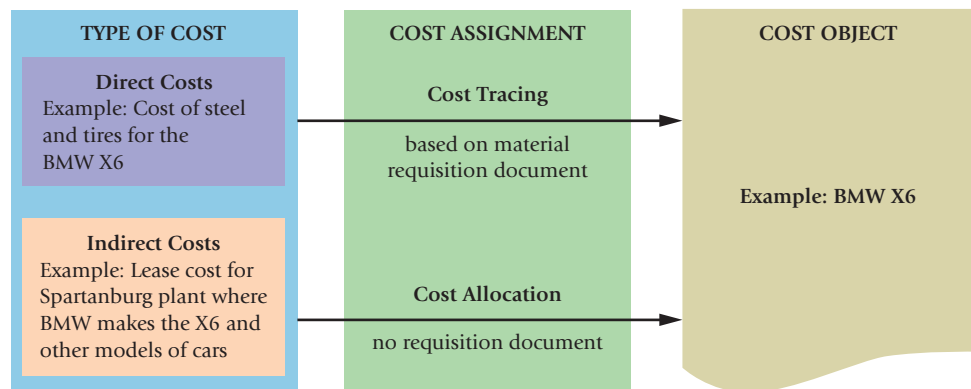 TYPE OF COST
Direct Costs
Example: Cost of steel
and tires for the
BMW X6
Indirect Costs
Example: Lease cost for
Spartanburg plant where
BMW makes the X6 and
other models of cars
COST ASSIGNMENT
Cost Tracing
based on material
requisition document
Cost Allocation
no requisition document
COST OBJECT
Example: BMW X6